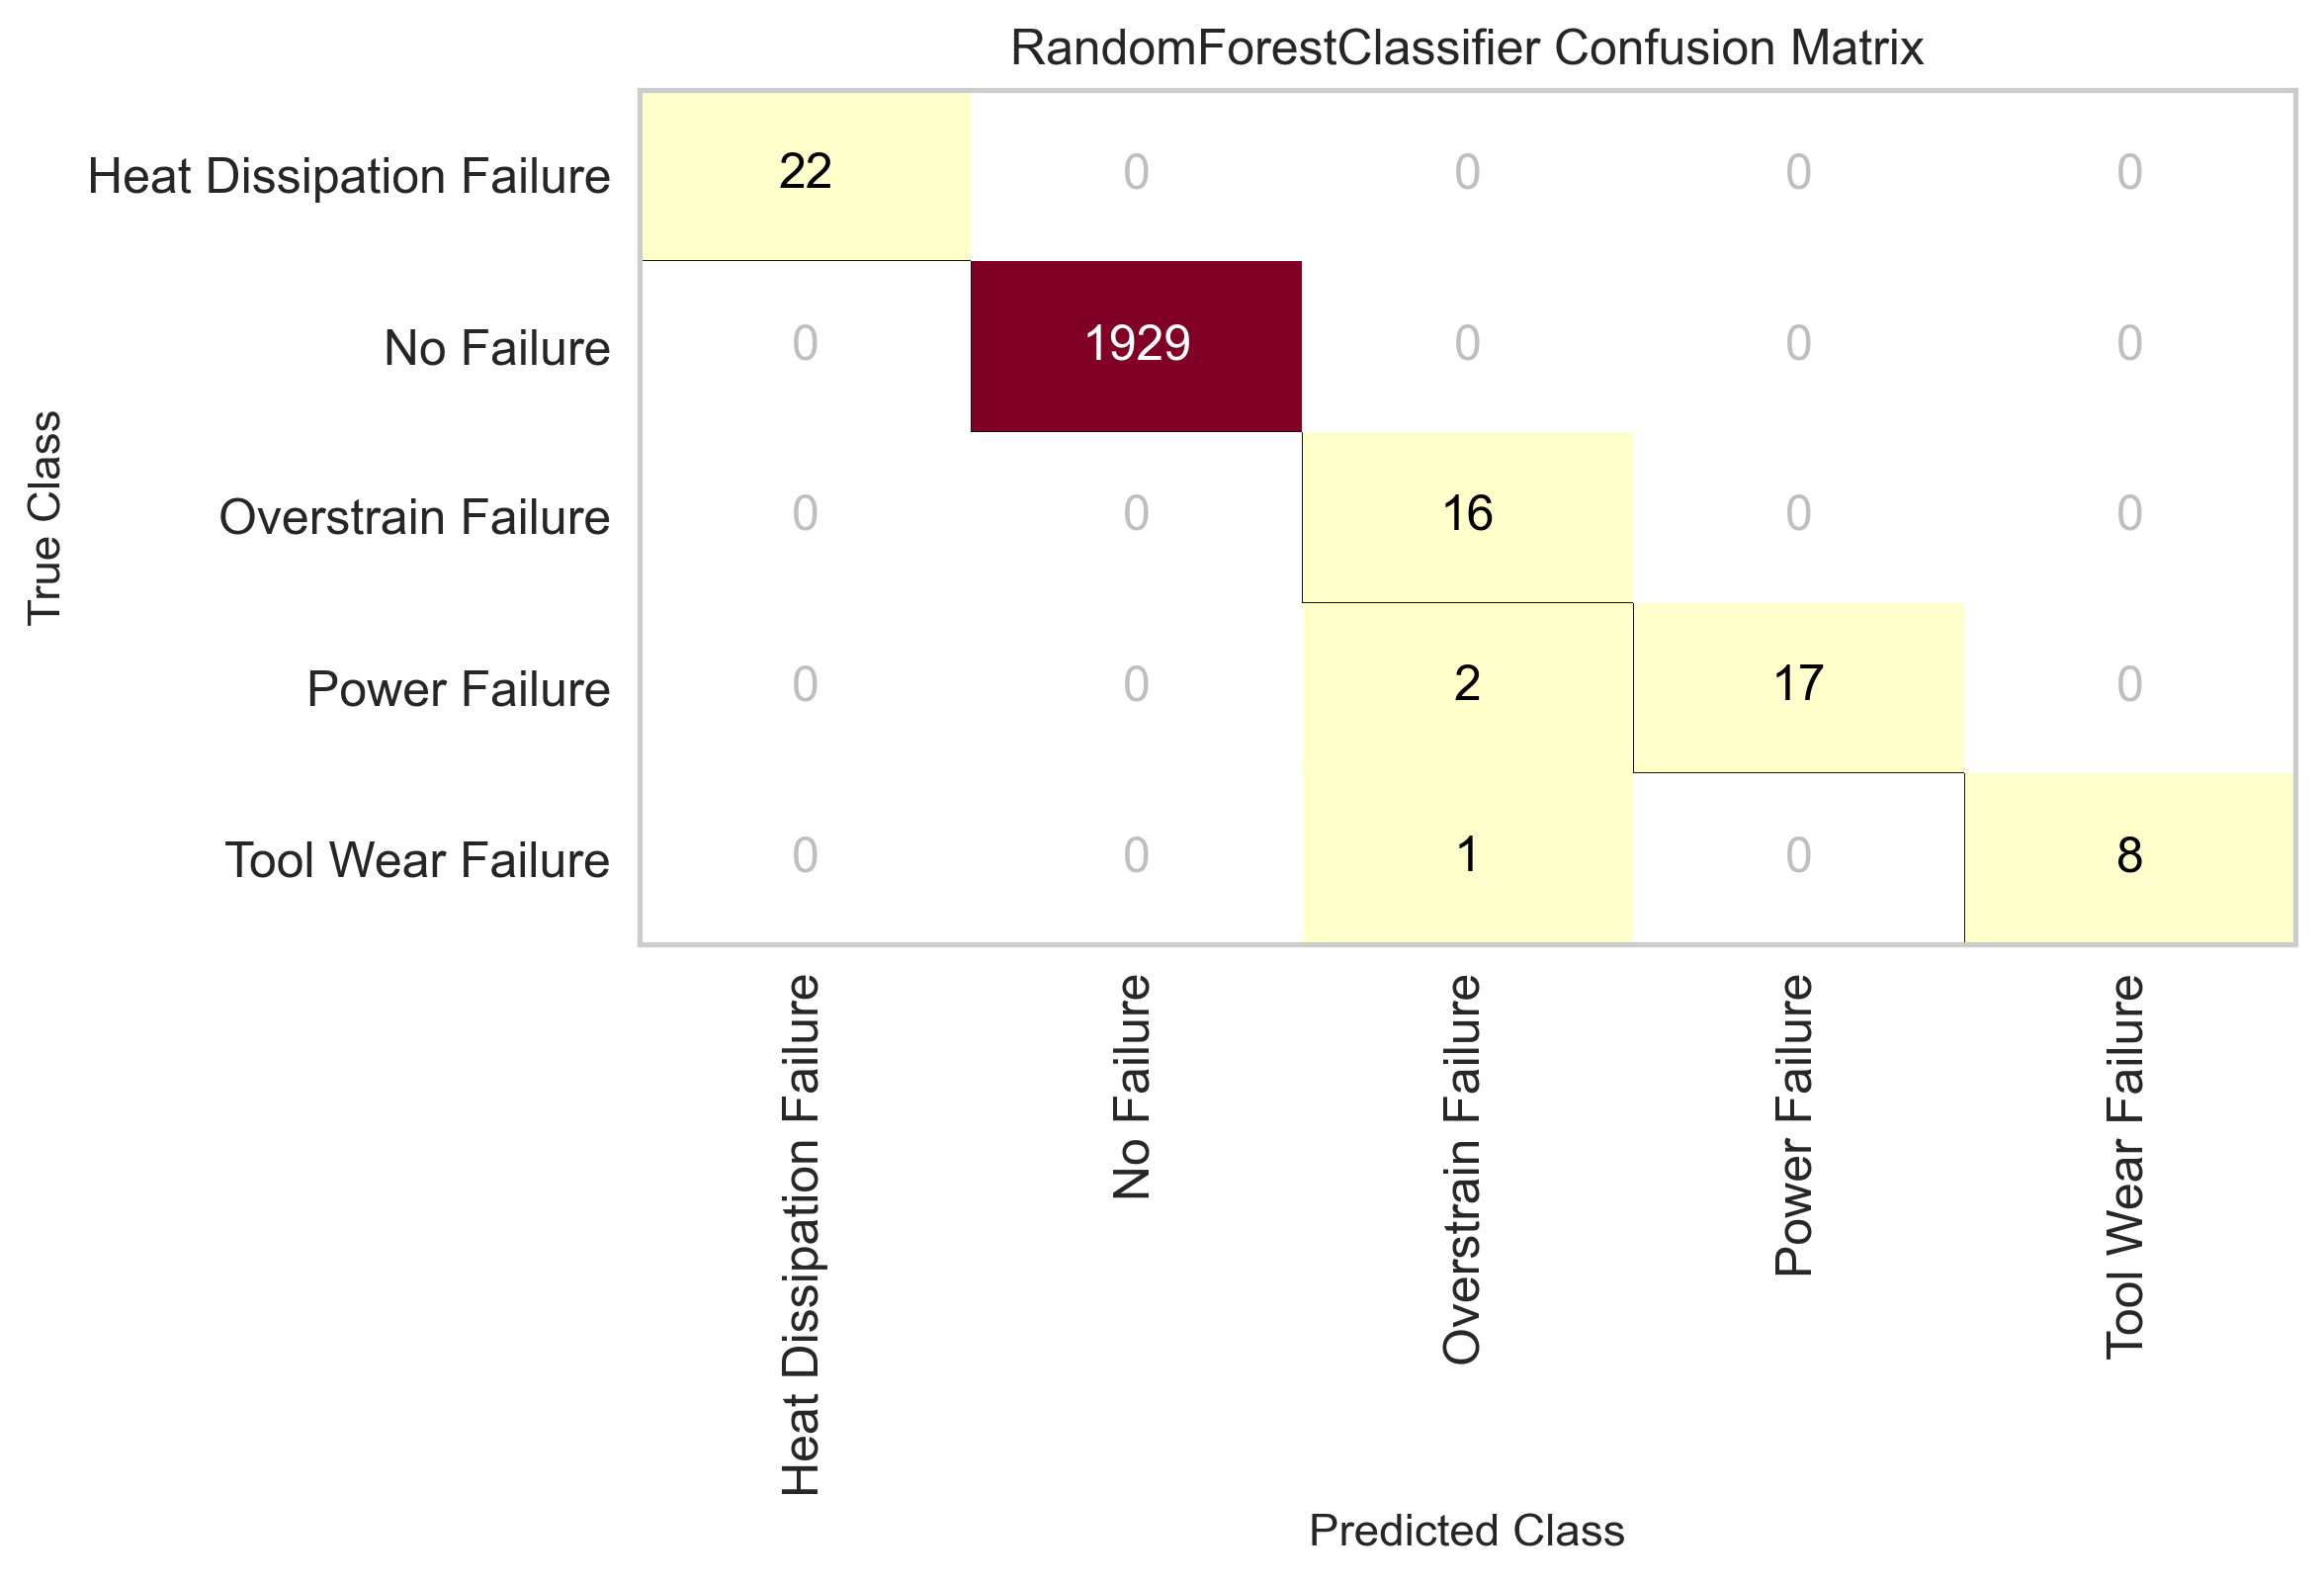 RandomForestClassifier Confusion Matrix
True Class
Heat Dissipation Failure 22 0 0 0 0
No Failure 0 1929 0 0 0
Overstrain Failure 0 0 16 0 0
Power Failure 0 0 2 17 0
Tool Wear Failure 0 0 1 0 8
Heat Dissipation Failure
No Failure
Overstrain Failure
Power Failure
Tool Wear Failure
Predicted Class